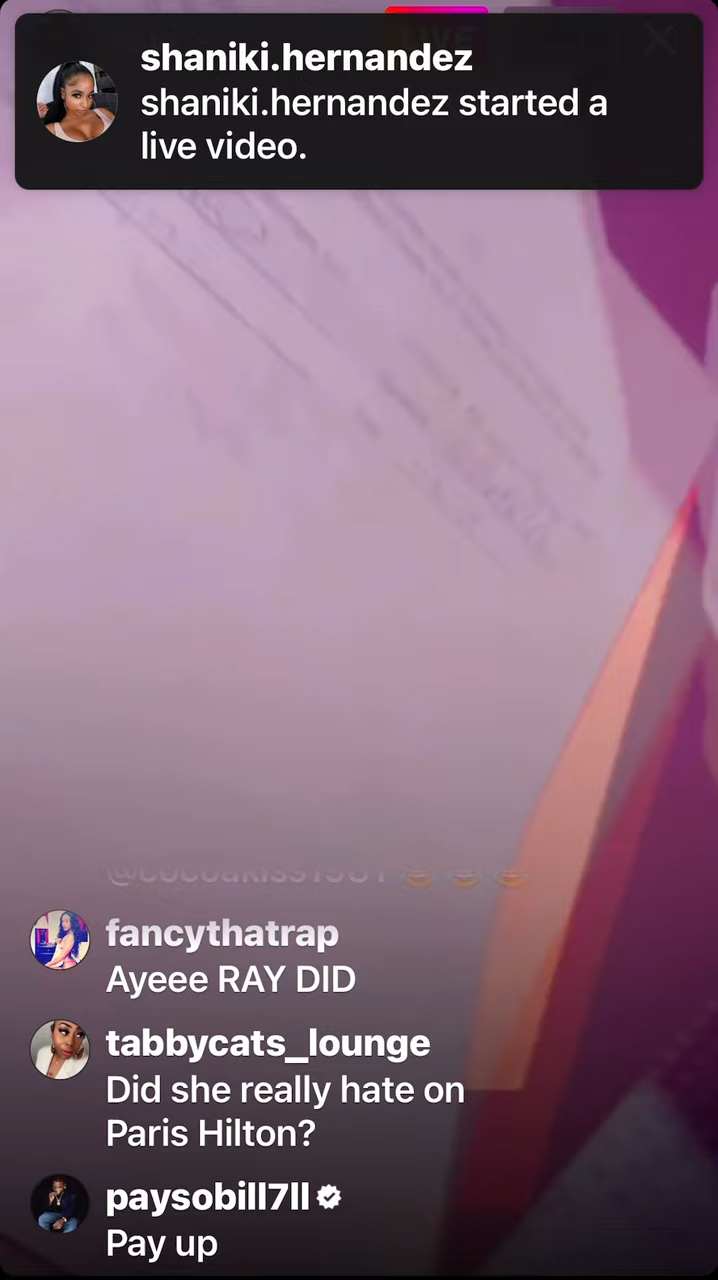 shaniki.hernandez
shaniki.hernandez started a
live video.
fancythatrap
Ayeee RAY DID
tabbycats_lounge
Did she really hate on
Paris Hilton?
paysobill7ll
Pay up